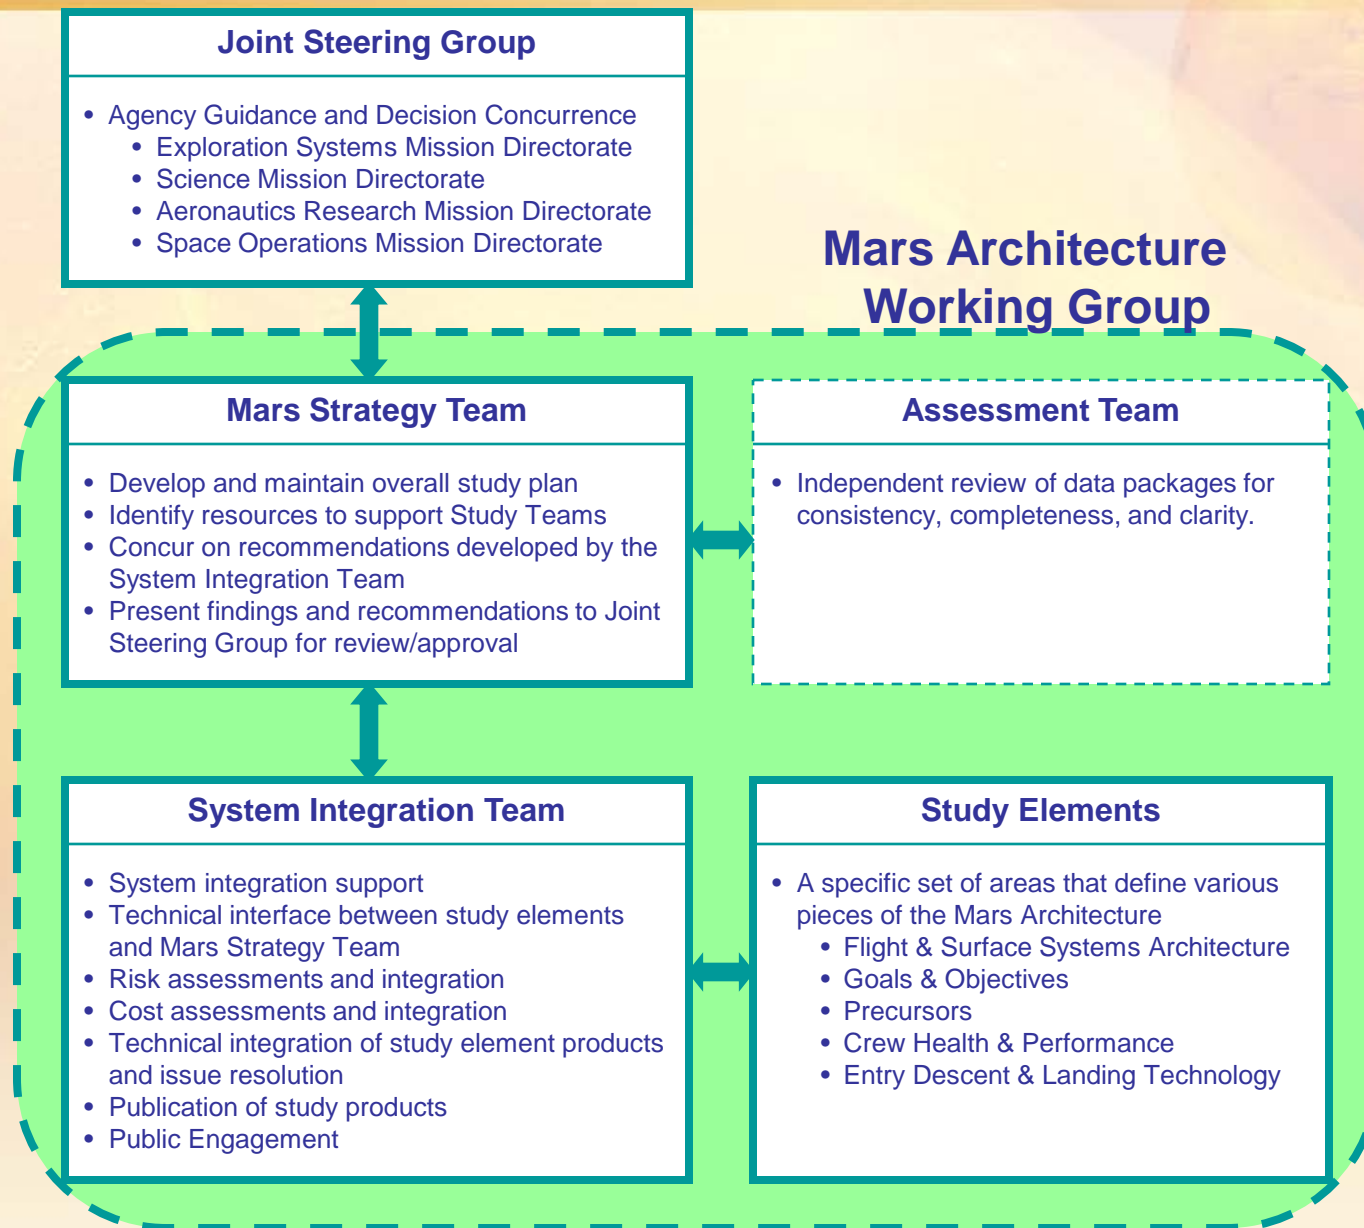 Joint Steering Group
• Agency Guidance and Decision Concurrence
• Exploration Systems Mission Directorate
• Science Mission Directorate
• Aeronautics Research Mission Directorate
• Space Operations Mission Directorate
Mars Architecture
Working Group
Mars Strategy Team
• Develop and maintain overall study plan
• Identify resources to support Study Teams
• Concur on recommendations developed by the
System Integration Team
• Present findings and recommendations to Joint
Steering Group for review/approval
Assessment Team
• Independent review of data packages for
consistency, completeness, and clarity.
System Integration Team
• System integration support
• Technical interface between study elements
and Mars Strategy Team
• Risk assessments and integration
• Cost assessments and integration
• Technical integration of study element products
and issue resolution
• Publication of study products
• Public Engagement
Study Elements
• A specific set of areas that define various
pieces of the Mars Architecture
• Flight & Surface Systems Architecture
• Goals & Objectives
• Precursors
• Crew Health & Performance
• Entry Descent & Landing Technology